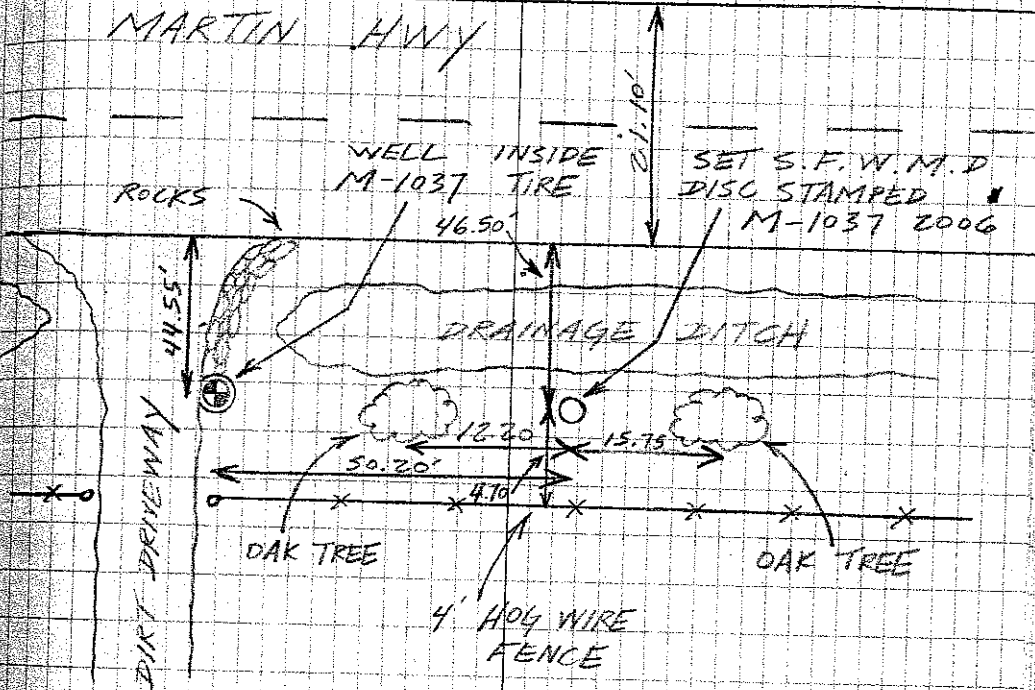 MARTIN HWY
21.10'
WELL INSIDE
M-1037 TIRE
SET S.F.W.M.D
DISC STAMPED
M-1037 2006
ROCKS
46.50'
44.55'
DRAINAGE DITCH
12.20
15.75
50.20'
4.70'
OAK TREE
OAK TREE
DIRT DRIVEWAY
4' HOG WIRE
FENCE